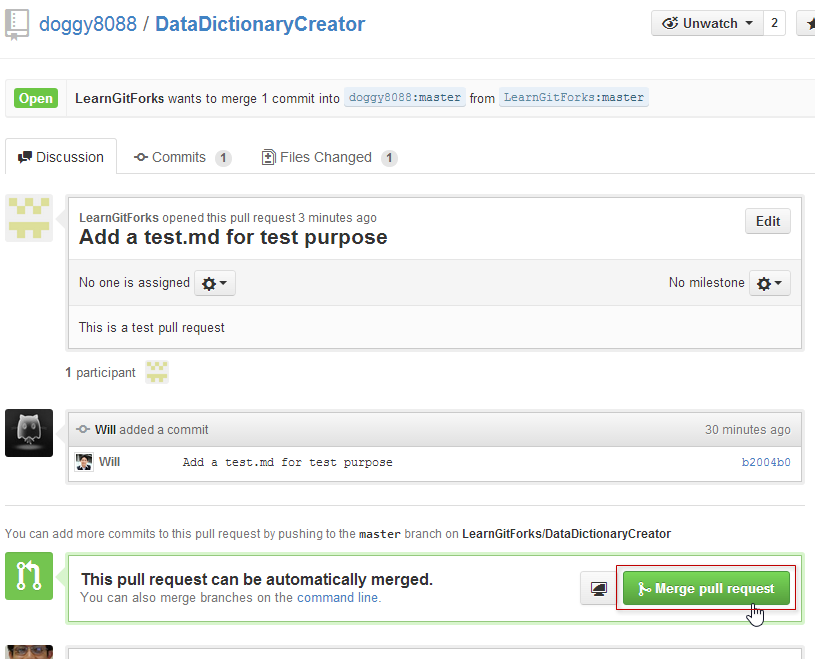 doggy8088 / DataDictionaryCreator
Unwatch 2
Open LearnGitForks wants to merge 1 commit into doggy8088:master from LearnGitForks:master
Discussion Commits 1 Files Changed 1
LearnGitForks opened this pull request 3 minutes ago
Add a test.md for test purpose
Edit
No one is assigned No milestone
This is a test pull request
1 participant
Will added a commit 30 minutes ago
Will Add a test.md for test purpose b2004b0
You can add more commits to this pull request by pushing to the master branch on LearnGitForks/DataDictionaryCreator
This pull request can be automatically merged.
You can also merge branches on the command line.
Merge pull request